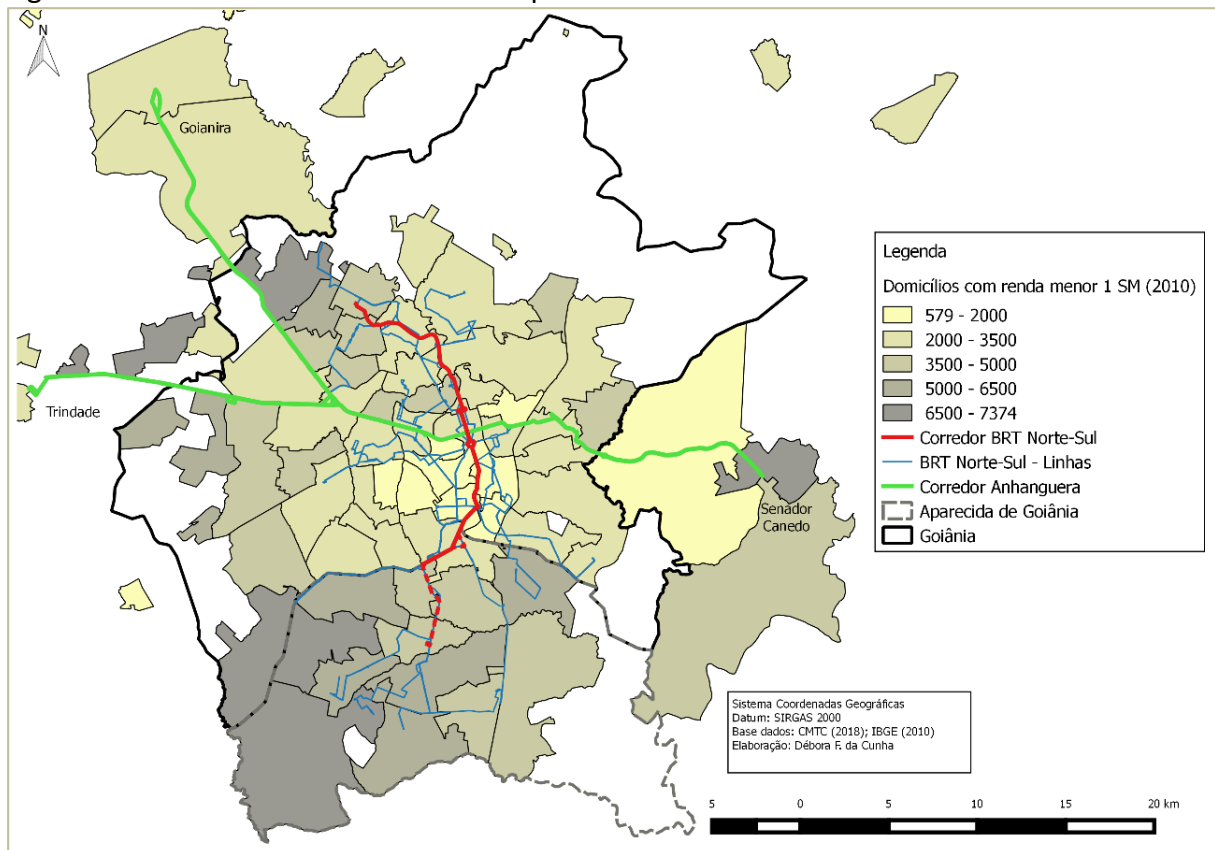 N
Goianira
Trindade
Senador
Canedo
Legenda
Domicílios com renda menor 1 SM (2010)
579 - 2000
2000 - 3500
3500 - 5000
5000 - 6500
6500 - 7374
Corredor BRT Norte-Sul
BRT Norte-Sul - Linhas
Corredor Anhanguera
Aparecida de Goiânia
Goiânia
Sistema Coordenadas Geográficas
Datum: SIRGAS 2000
Base dados: CMTC (2018); IBGE (2010)
Elaboração: Débora F. da Cunha
5 0 5 10 15 20 km